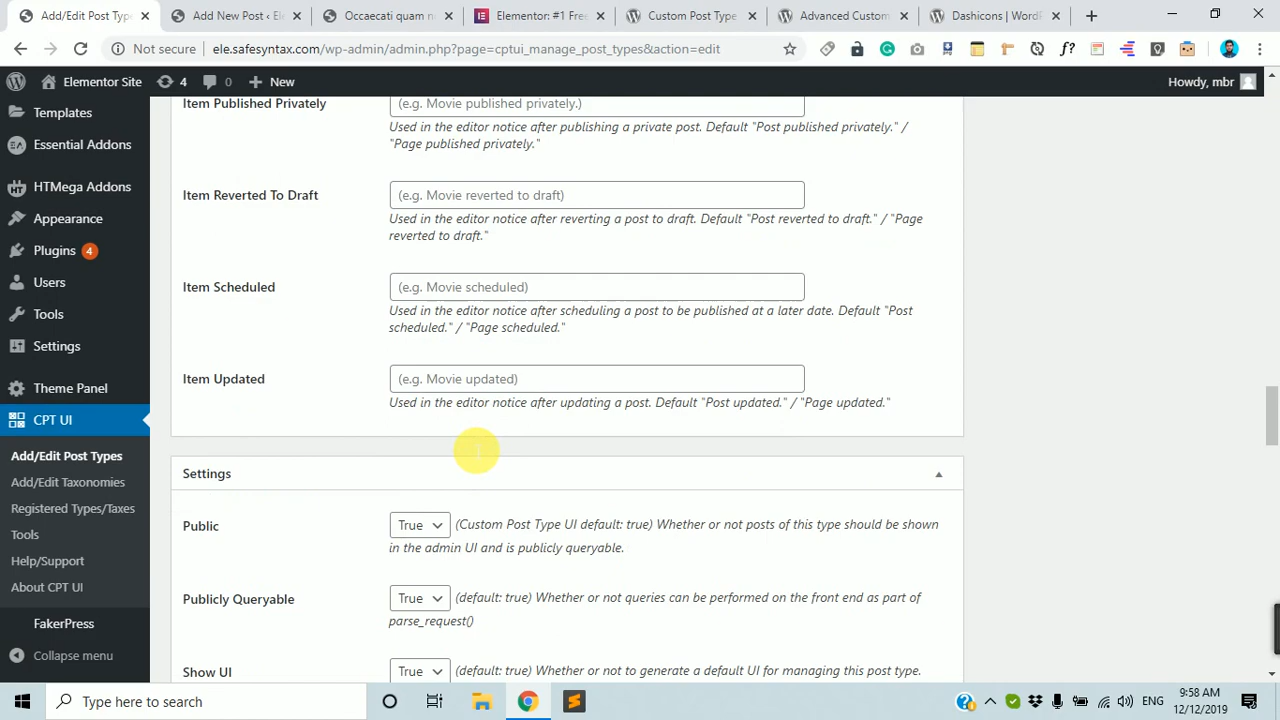 Add/Edit Post Type
Add New Post ‹ Ele
Occaecati quam n
Elementor: #1 Free
Custom Post Type
Advanced Custom
Dashicons | WordP
Not secure
ele.safesyntax.com/wp-admin/admin.php?page=cptui_manage_post_types&action=edit
f?
Elementor Site
4
0
New
Howdy, mbr
Templates
Essential Addons
HTMega Addons
Appearance
Plugins 4
Users
Tools
Settings
Theme Panel
CPT UI
Add/Edit Post Types
Add/Edit Taxonomies
Registered Types/Taxes
Tools
Help/Support
About CPT UI
FakerPress
Collapse menu
Item Published Privately
(e.g. Movie published privately.)
Used in the editor notice after publishing a private post. Default "Post published privately." /
"Page published privately."
Item Reverted To Draft
(e.g. Movie reverted to draft)
Used in the editor notice after reverting a post to draft. Default "Post reverted to draft." / "Page
reverted to draft."
Item Scheduled
(e.g. Movie scheduled)
Used in the editor notice after scheduling a post to be published at a later date. Default "Post
scheduled." / "Page scheduled."
Item Updated
(e.g. Movie updated)
Used in the editor notice after updating a post. Default "Post updated." / "Page updated."
Settings
Public
True
(Custom Post Type UI default: true) Whether or not posts of this type should be shown
in the admin UI and is publicly queryable.
Publicly Queryable
True
(default: true) Whether or not queries can be performed on the front end as part of
parse_request()
Show UI
True
(default: true) Whether or not to generate a default UI for managing this post type.
Type here to search
ENG
9:58 AM
12/12/2019